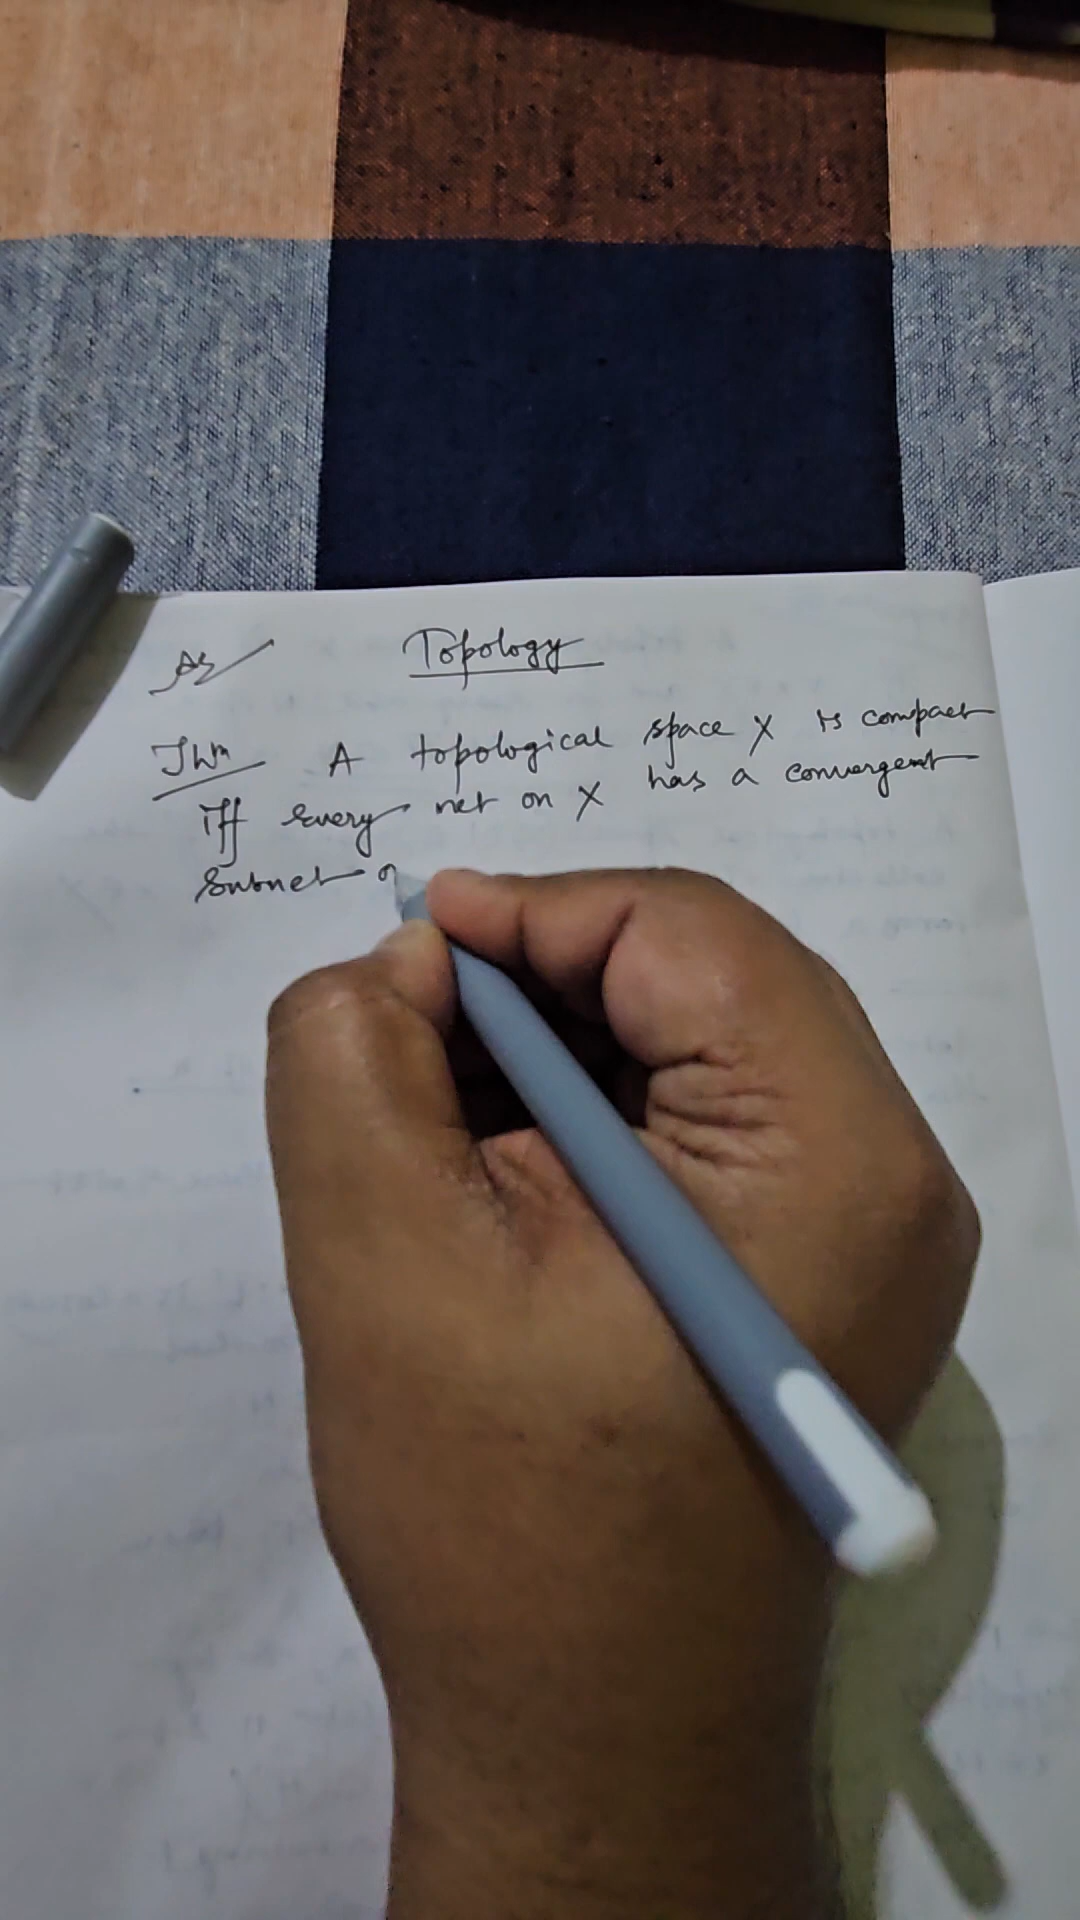 Topology
Thm A topological space X is compact
iff every net on X has a convergent
subnet